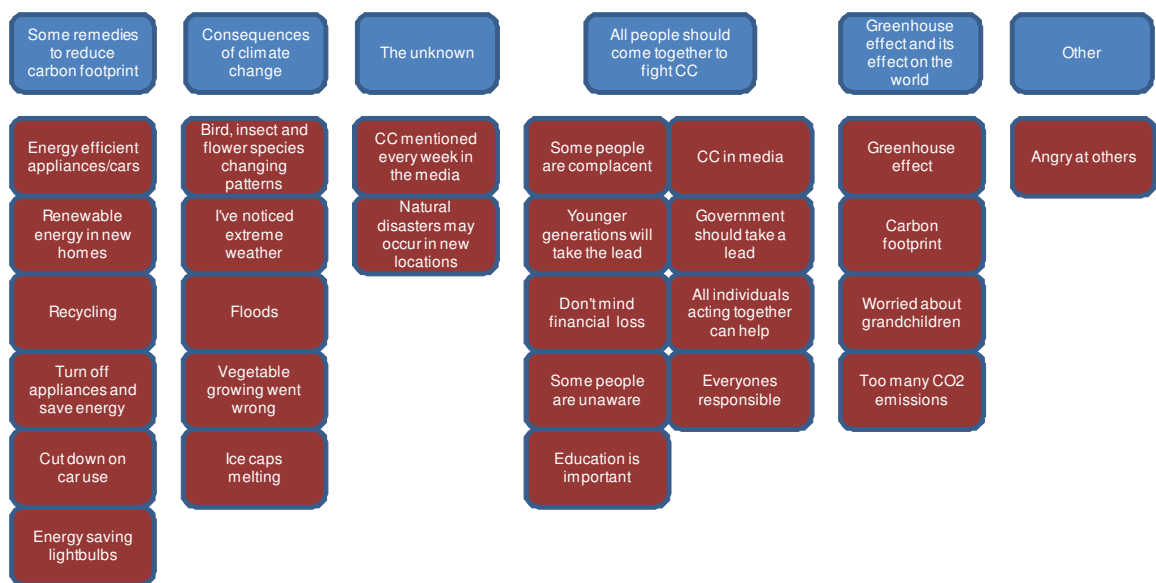 Some remedies
to reduce
carbon footprint
Consequences
of climate
change
The unknown
All people should
come together to
fight CC
Greenhouse
effect and its
effect on the
world
Other
Energy efficient
appliances/cars
Renewable
energy in new
homes
Recycling
Turn off
appliances and
save energy
Cut down on
car use
Energy saving
lightbulbs
Bird, insect and
flower species
changing
patterns
I've noticed
extreme
weather
Floods
Vegetable
growing went
wrong
Ice caps
melting
CC mentioned
every week in
the media
Natural
disasters may
occur in new
locations
Some people
are complacent
Younger
generations will
take the lead
Don't mind
financial loss
Some people
are unaware
Education is
important
CC in media
Government
should take a
lead
All individuals
acting together
can help
Everyones
responsible
Greenhouse
effect
Carbon
footprint
Worried about
grandchildren
Too many CO2
emissions
Angry at others